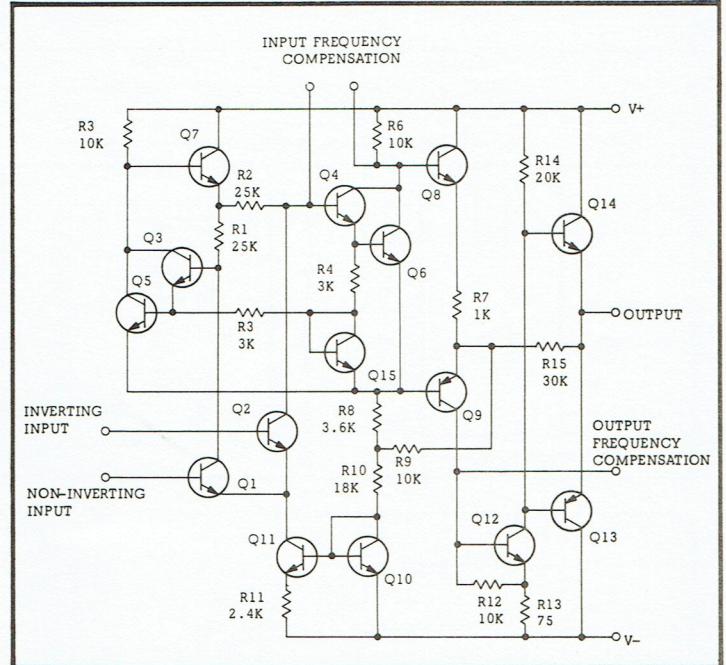 INPUT FREQUENCY
COMPENSATION
V+
R3
10K
Q7
R6
10K
R2
25K
Q4
Q8
R14
20K
Q14
Q3
R1
25K
Q5
R4
3K
Q6
R3
3K
R7
1K
OUTPUT
R15
30K
Q15
INVERTING
INPUT
Q2
R8
3.6K
Q9
OUTPUT
FREQUENCY
COMPENSATION
NON-INVERTING
INPUT
Q1
R10
18K
R9
10K
Q11
Q10
Q12
Q13
R11
2.4K
R12
10K
R13
75
V-